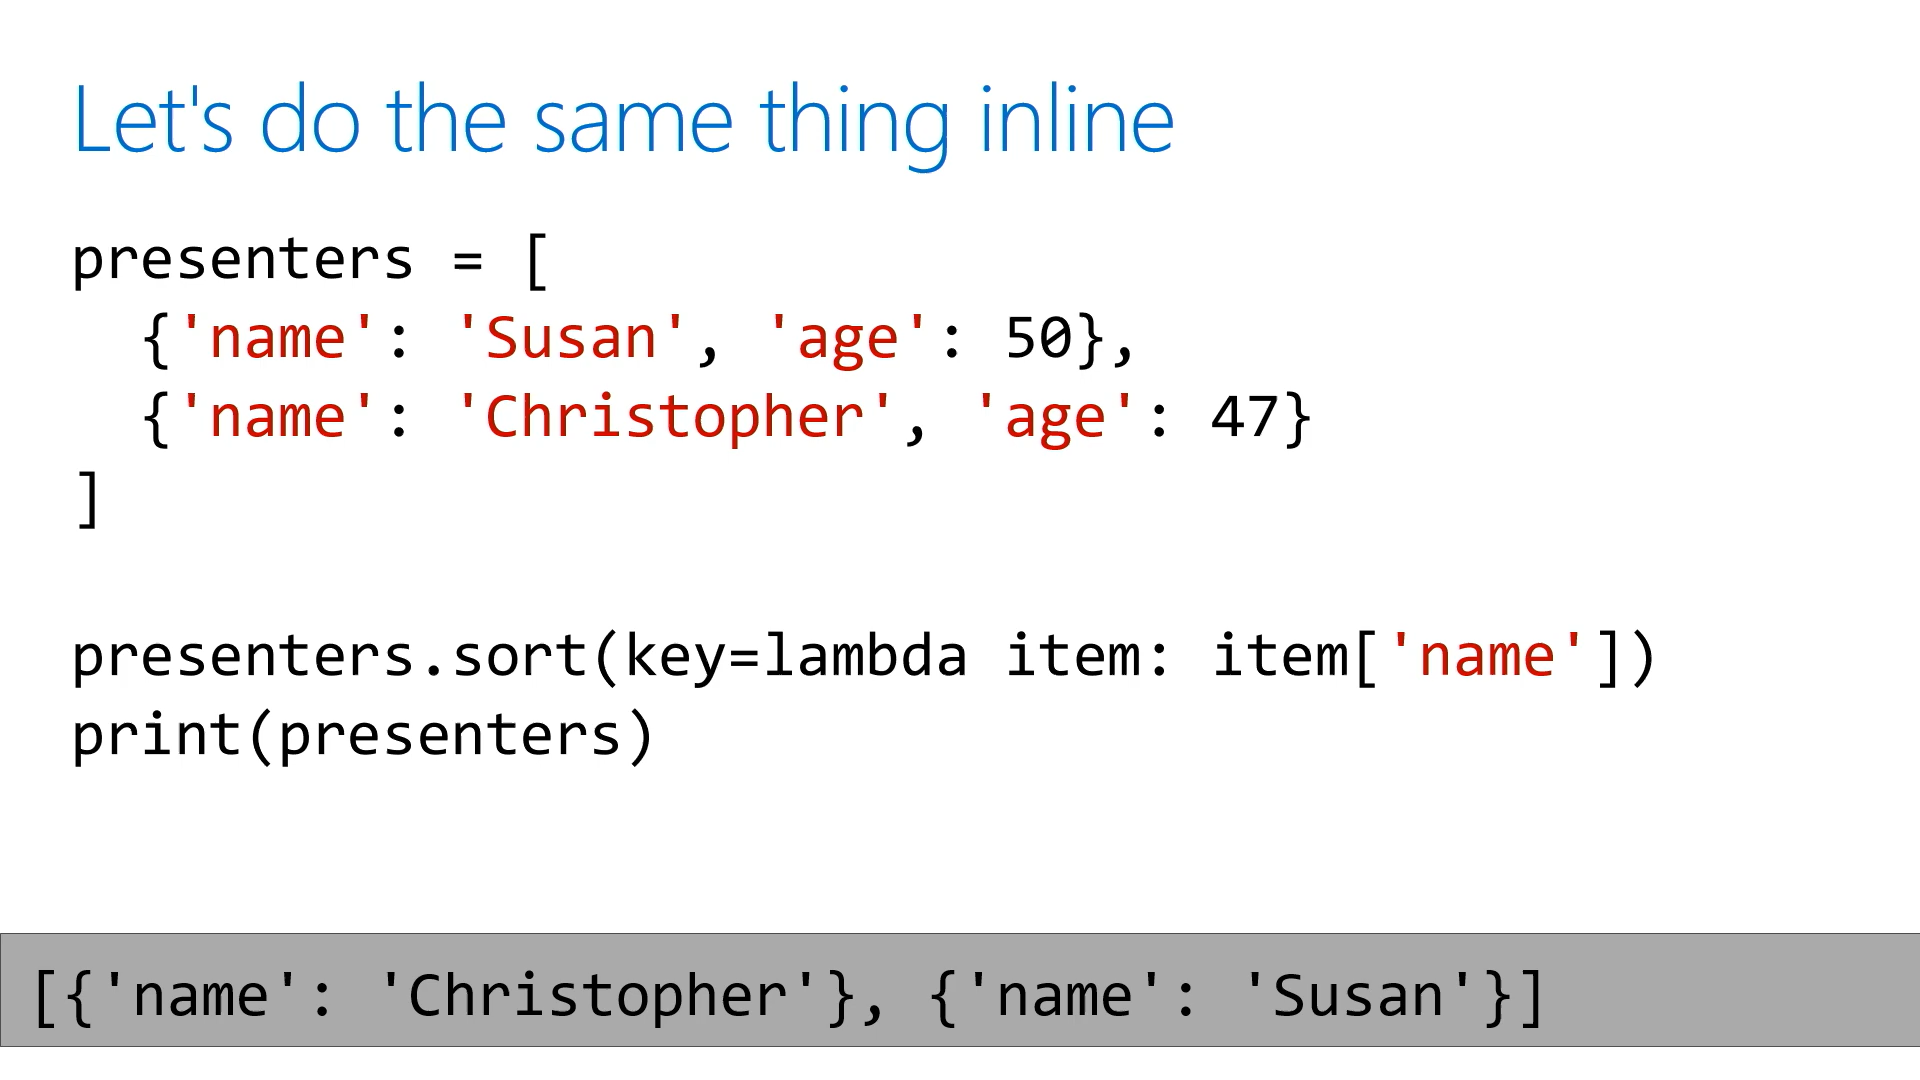 Let's do the same thing inline
presenters = [
  {'name': 'Susan', 'age': 50},
  {'name': 'Christopher', 'age': 47}
]
presenters.sort(key=lambda item: item['name'])
print(presenters)
[{'name': 'Christopher'}, {'name': 'Susan'}]